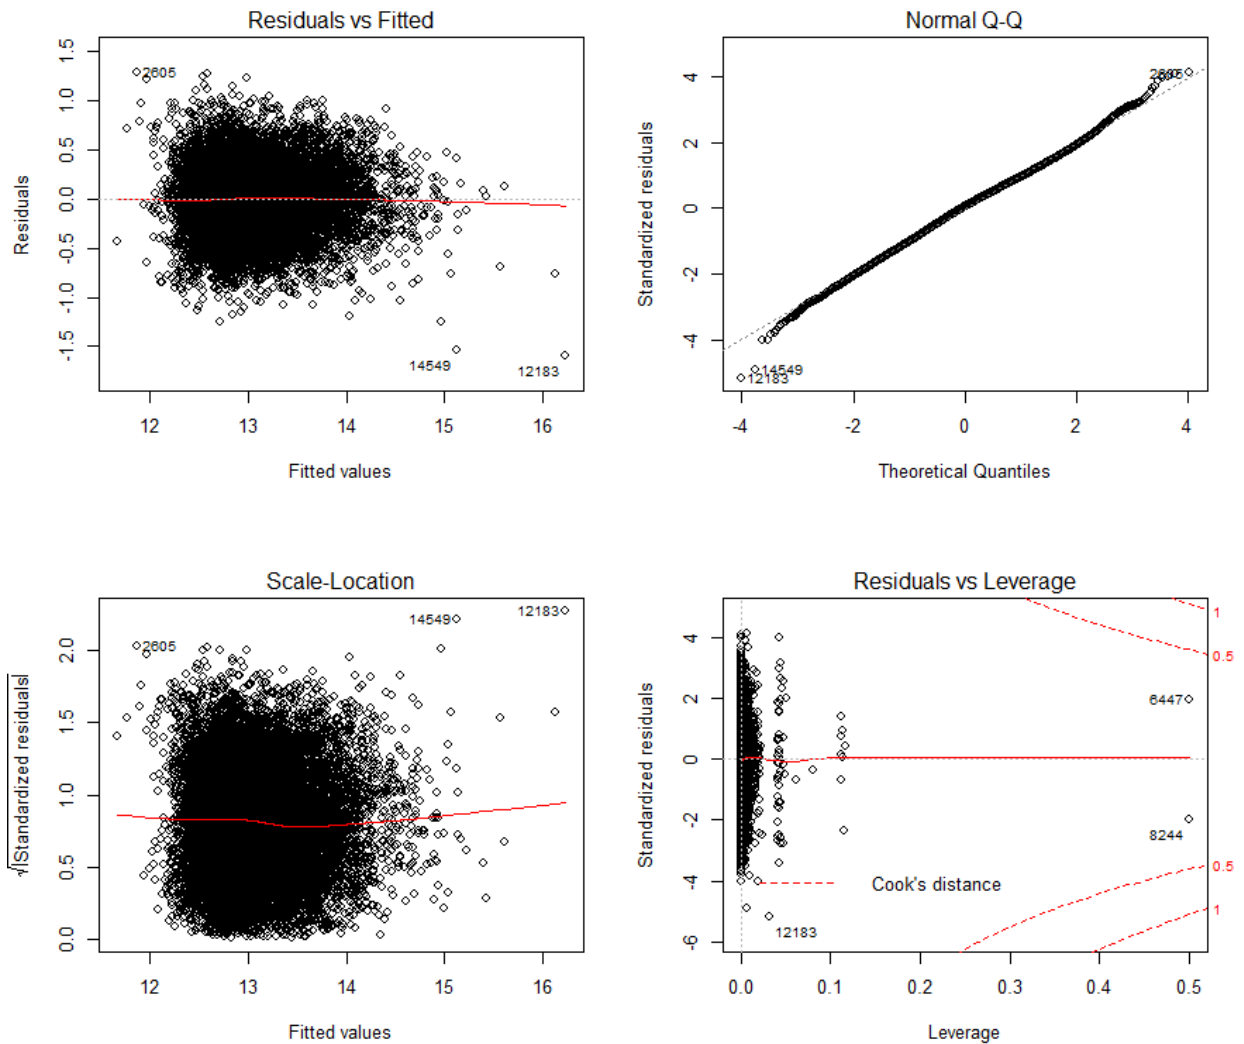 Residuals vs Fitted
Residuals
1.5
1.0
0.5
0.0
-0.5
-1.0
-1.5
2605
14549
12183
12 13 14 15 16
Fitted values
Normal Q-Q
Standardized residuals
4
2
0
-2
-4
14549
12183
-4 -2 0 2 4
Theoretical Quantiles
Scale-Location
√|Standardized residuals|
2.0
1.5
1.0
0.5
0.0
2605
14549
12183
12 13 14 15 16
Fitted values
Residuals vs Leverage
Standardized residuals
4
2
0
-2
-4
-6
1
0.5
6447
8244
0.5
1
Cook's distance
12183
0.0 0.1 0.2 0.3 0.4 0.5
Leverage